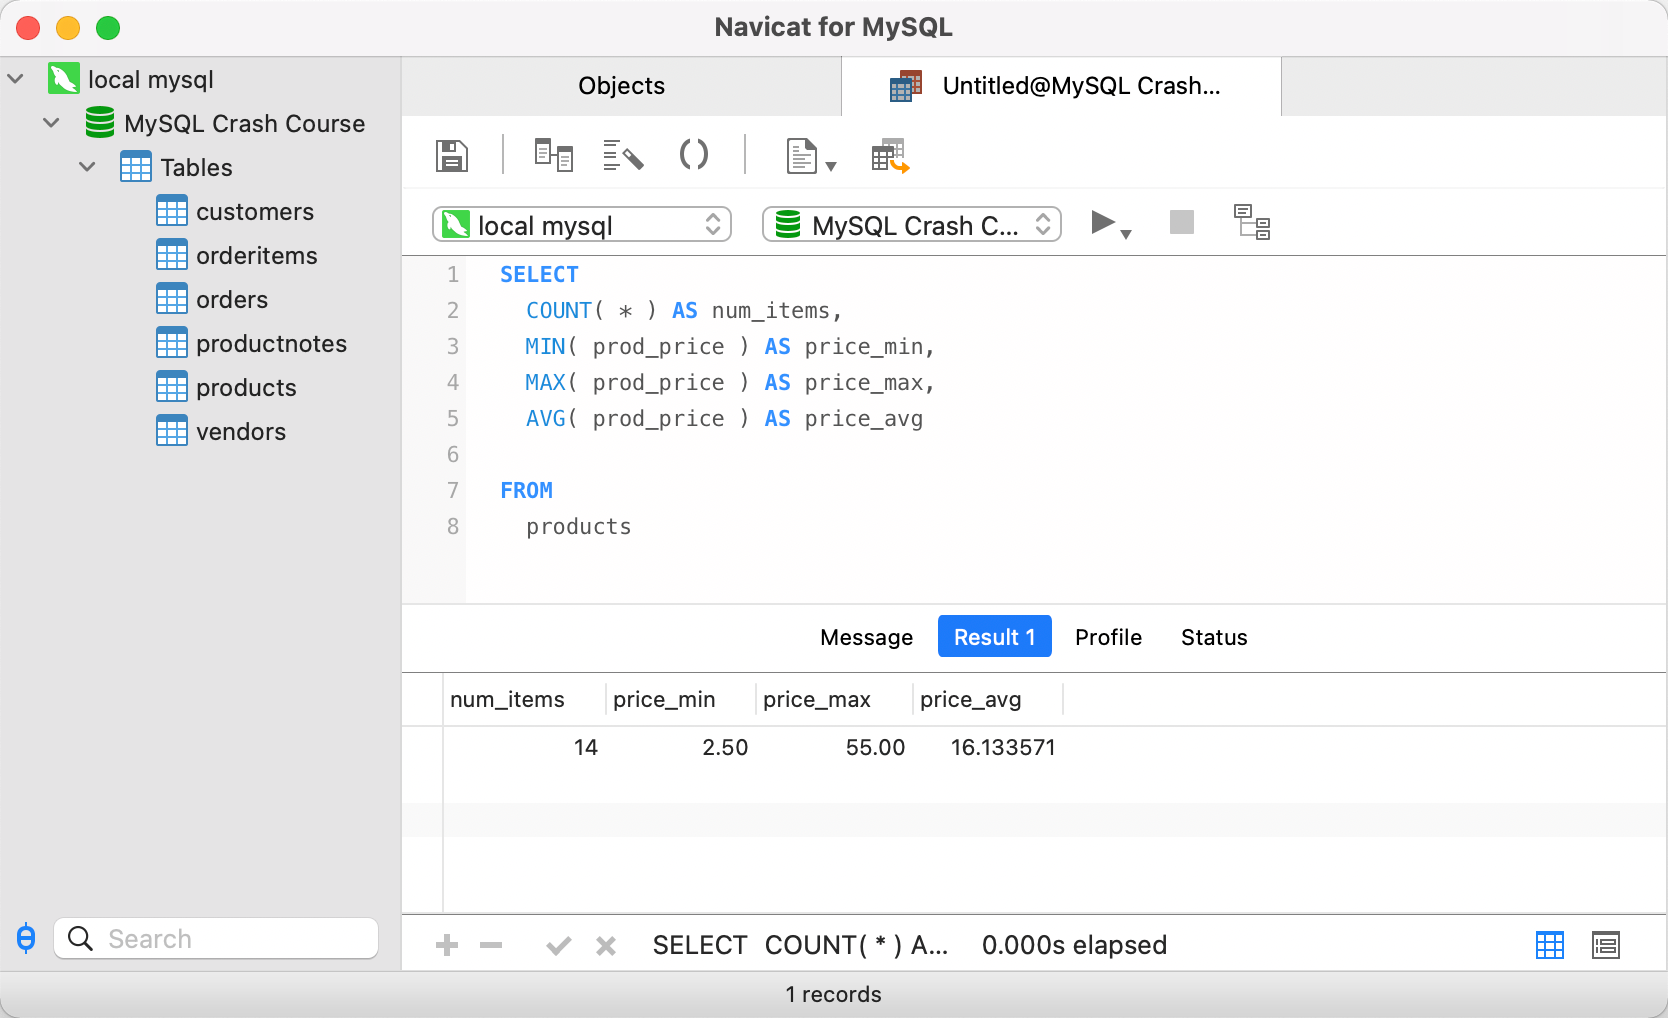 Navicat for MySQL
local mysql
MySQL Crash Course
Tables
customers
orderitems
orders
productnotes
products
vendors
Search
Objects
Untitled@MySQL Crash...
local mysql
MySQL Crash C...
1 SELECT
2 COUNT( * ) AS num_items,
3 MIN( prod_price ) AS price_min,
4 MAX( prod_price ) AS price_max,
5 AVG( prod_price ) AS price_avg
6
7 FROM
8 products
Message Result 1 Profile Status
num_items price_min price_max price_avg
14 2.50 55.00 16.133571
SELECT COUNT( * ) A... 0.000s elapsed
1 records